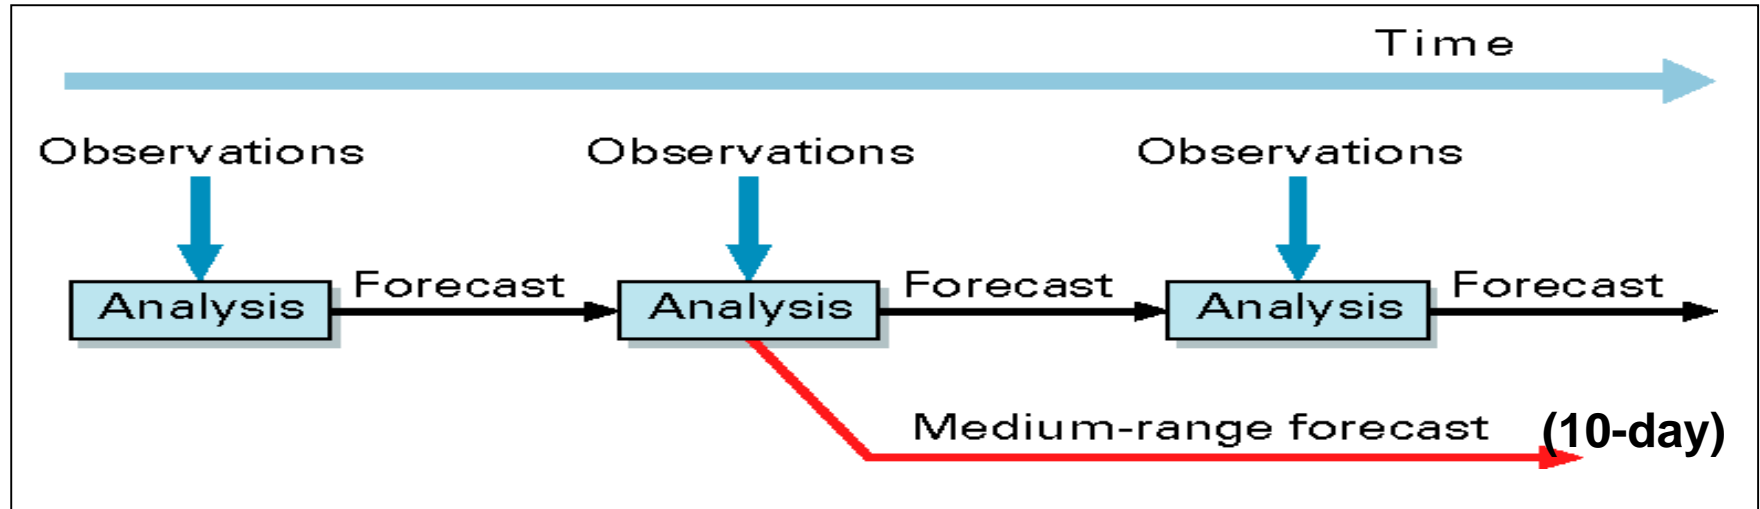 Time
Observations Observations Observations
Analysis Forecast Analysis Forecast Analysis Forecast
Medium-range forecast (10-day)